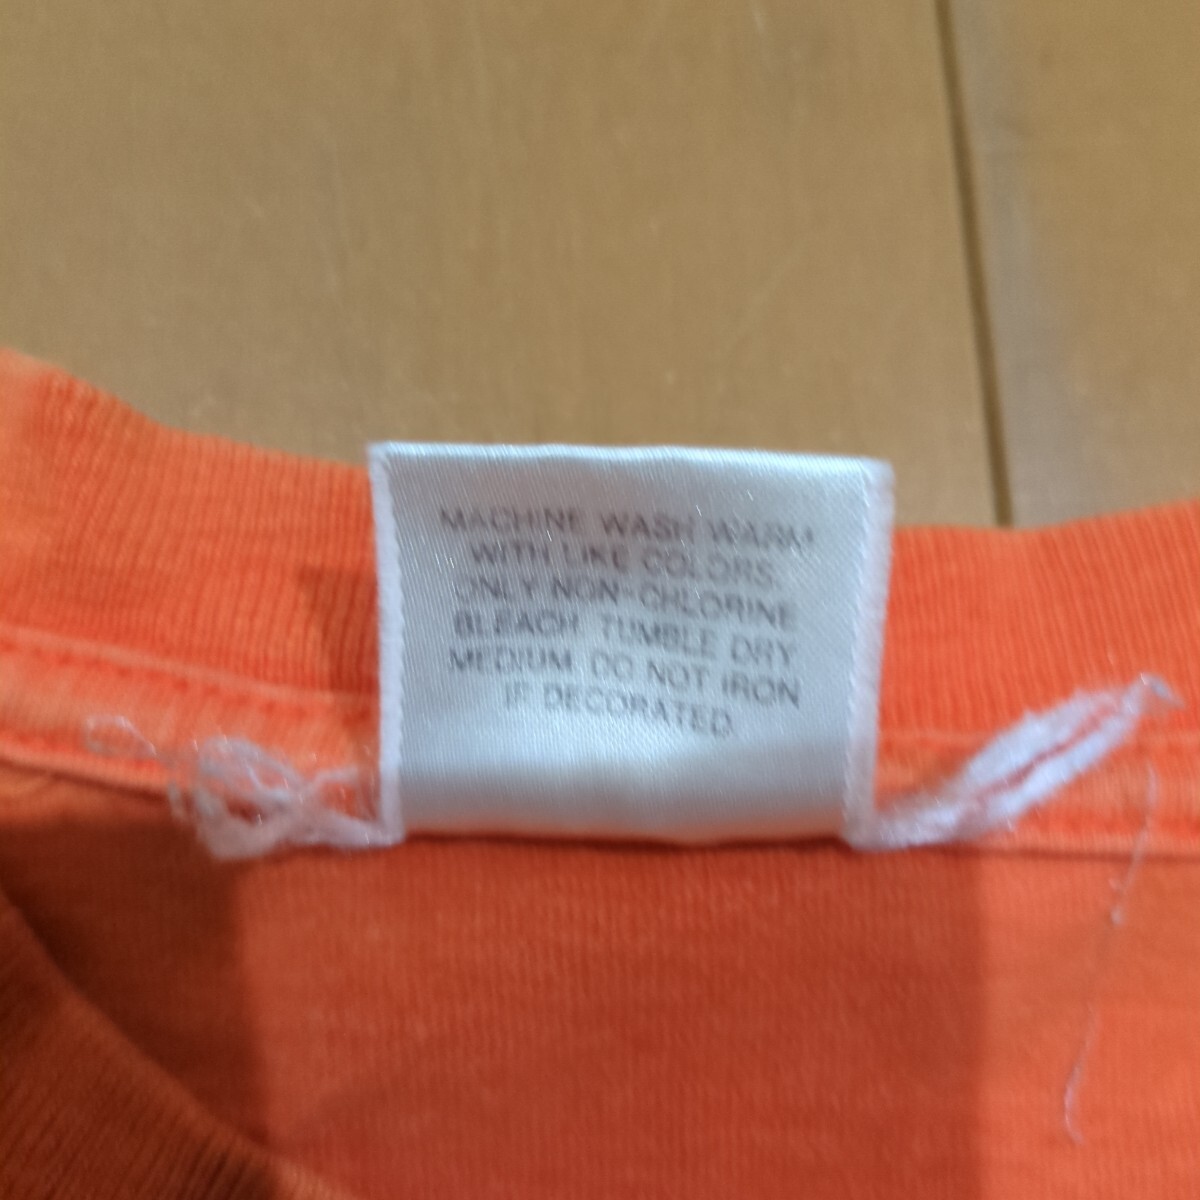 MACHINE WASH WARM
WITH LIKE COLORS.
ONLY NON-CHLORINE
BLEACH. TUMBLE DRY
MEDIUM. DO NOT IRON
IF DECORATED.